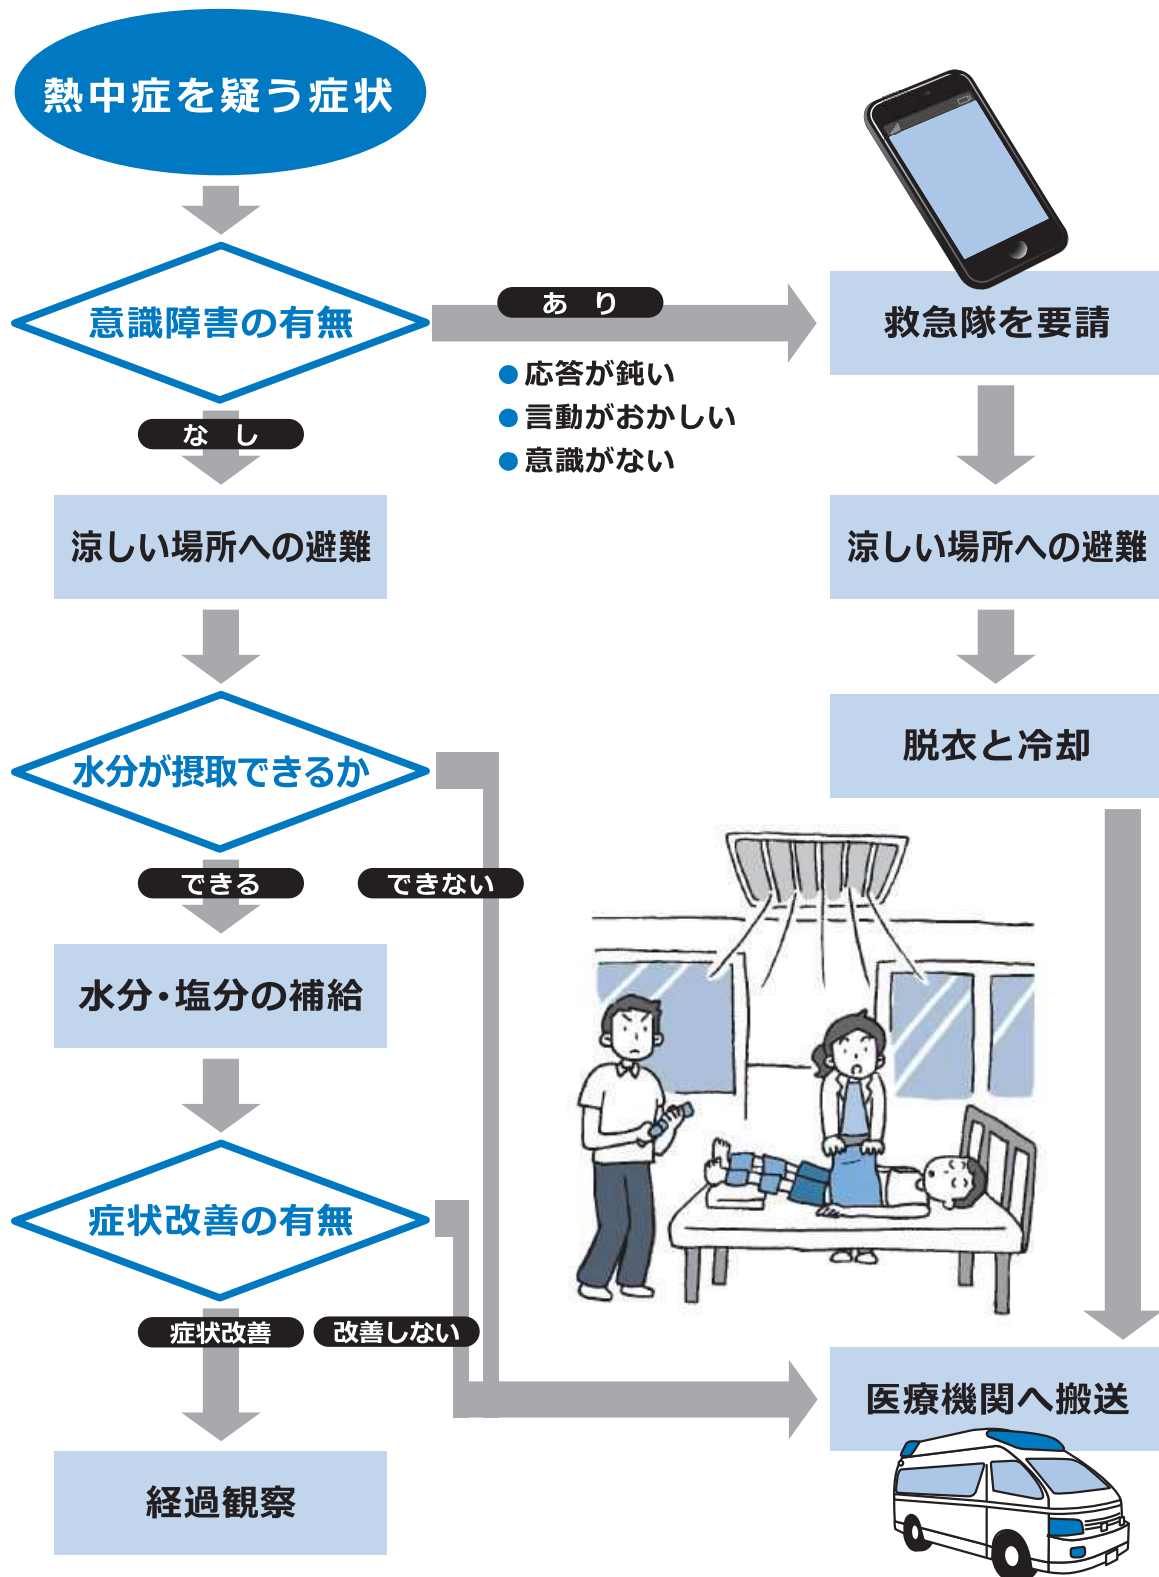 熱中症を疑う症状
意識障害の有無
あり
救急隊を要請
●応答が鈍い
●言動がおかしい
●意識がない
なし
涼しい場所への避難
涼しい場所への避難
水分が摂取できるか
脱衣と冷却
できる
できない
水分・塩分の補給
症状改善の有無
症状改善
改善しない
医療機関へ搬送
経過観察